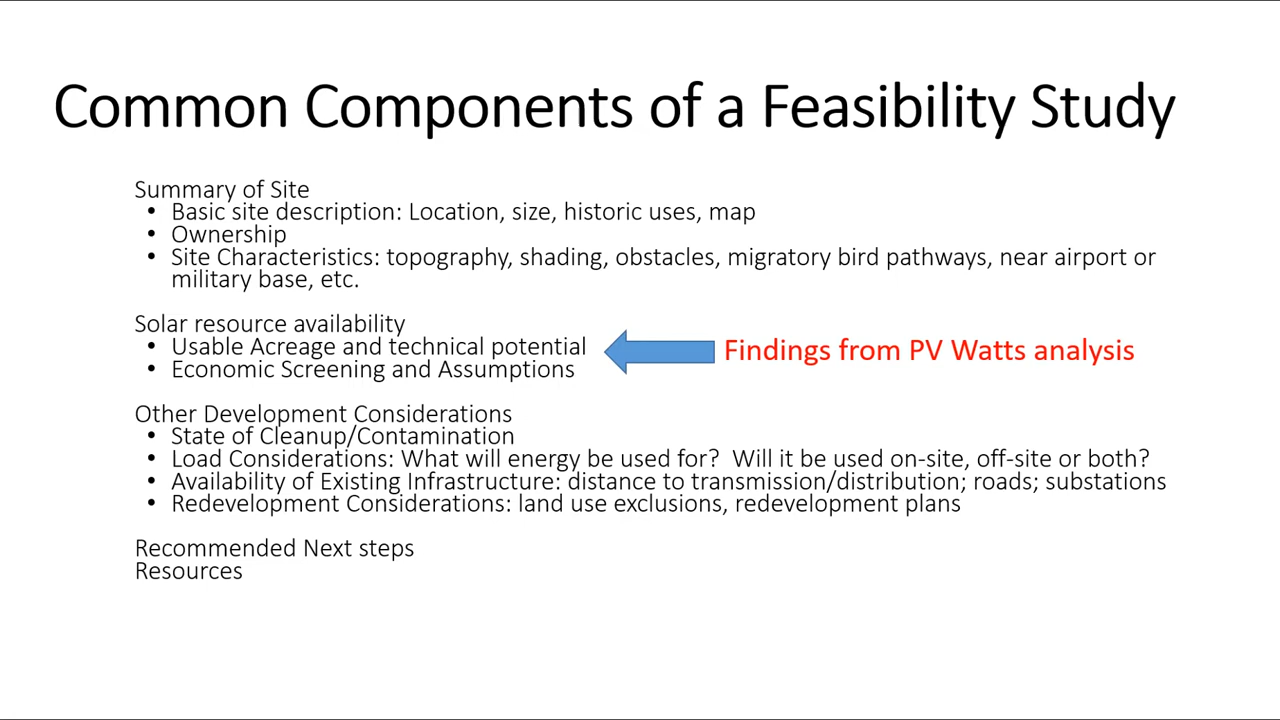 Common Components of a Feasibility Study
Summary of Site
• Basic site description: Location, size, historic uses, map
• Ownership
• Site Characteristics: topography, shading, obstacles, migratory bird pathways, near airport or
military base, etc.
Solar resource availability
• Usable Acreage and technical potential
• Economic Screening and Assumptions
Findings from PV Watts analysis
Other Development Considerations
• State of Cleanup/Contamination
• Load Considerations: What will energy be used for?  Will it be used on-site, off-site or both?
• Availability of Existing Infrastructure: distance to transmission/distribution; roads; substations
• Redevelopment Considerations: land use exclusions, redevelopment plans
Recommended Next steps
Resources